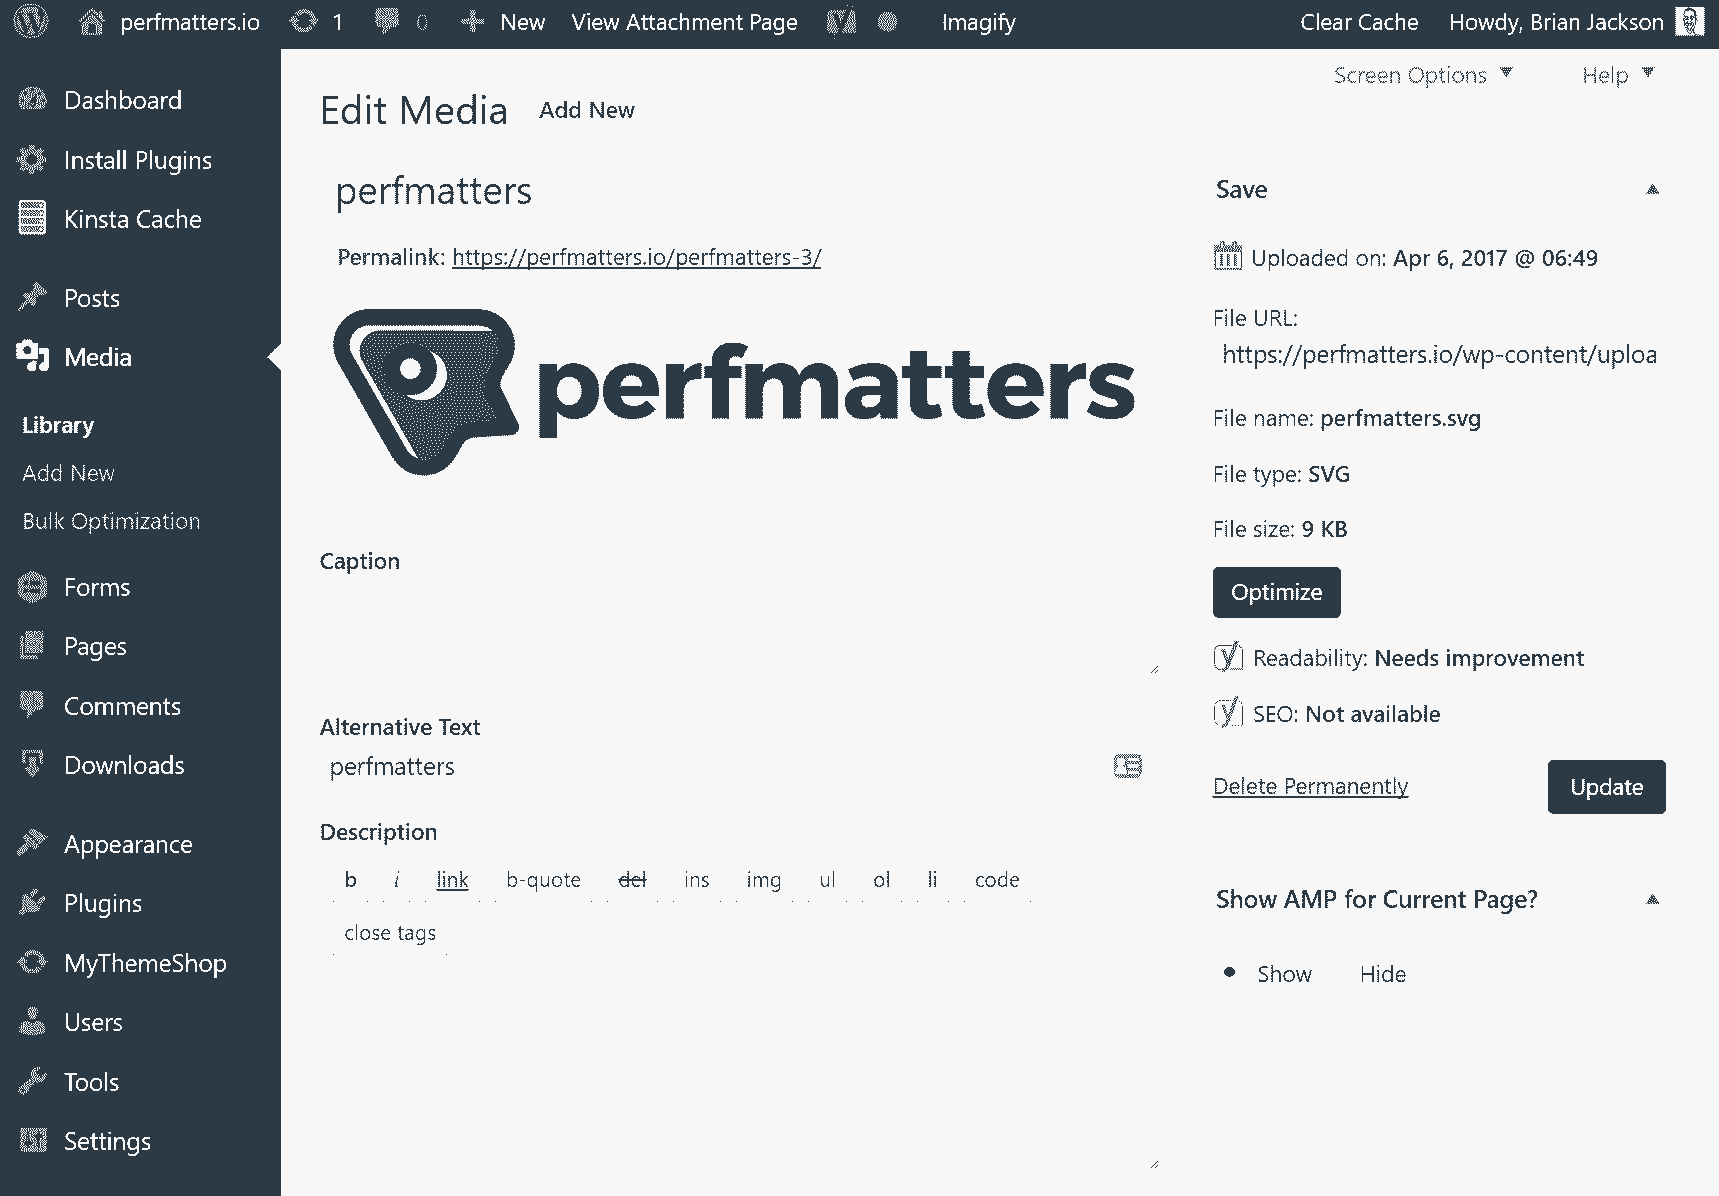 perfmatters.io 1 0 New View Attachment Page Imagify Clear Cache Howdy, Brian Jackson
Dashboard
Install Plugins
Kinsta Cache
Posts
Media
Library
Add New
Bulk Optimization
Forms
Pages
Comments
Downloads
Appearance
Plugins
MyThemeShop
Users
Tools
Settings
Screen Options Help
Edit Media Add New
perfmatters
Permalink: https://perfmatters.io/perfmatters-3/
perfmatters
Caption
Alternative Text
perfmatters
Description
b i link b-quote del ins img ul ol li code
close tags
Save
Uploaded on: Apr 6, 2017 @ 06:49
File URL:
https://perfmatters.io/wp-content/uploa
File name: perfmatters.svg
File type: SVG
File size: 9 KB
Optimize
Readability: Needs improvement
SEO: Not available
Delete Permanently Update
Show AMP for Current Page?
Show Hide